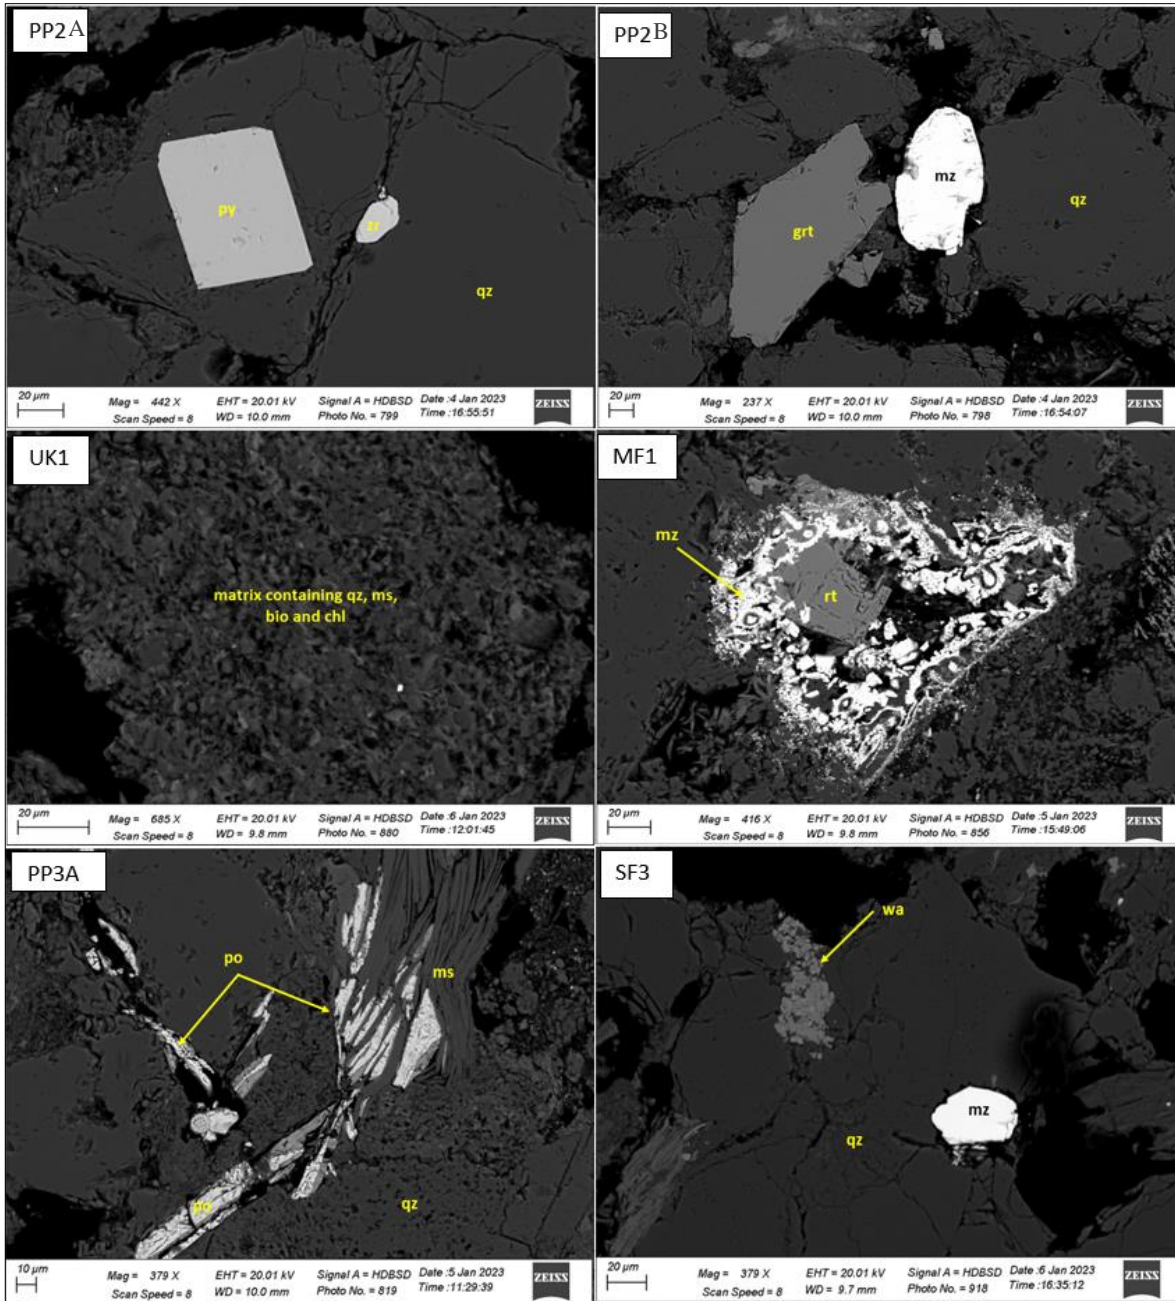 PP2A
py
zr
qz
20 µm
Mag = 442 X
EHT = 20.01 kV
Signal A = HDBSD
Date :4 Jan 2023
Scan Speed = 8
WD = 10.0 mm
Photo No. = 799
Time :16:55:51
ZEISS
PP2B
mz
qz
grt
20 µm
Mag = 237 X
EHT = 20.01 kV
Signal A = HDBSD
Date :4 Jan 2023
Scan Speed = 8
WD = 10.0 mm
Photo No. = 798
Time :16:54:07
ZEISS
UK1
matrix containing qz, ms,
bio and chl
20 µm
Mag = 685 X
EHT = 20.01 kV
Signal A = HDBSD
Date :6 Jan 2023
Scan Speed = 8
WD = 9.8 mm
Photo No. = 880
Time :12:01:45
ZEISS
MF1
mz
rt
20 µm
Mag = 416 X
EHT = 20.01 kV
Signal A = HDBSD
Date :5 Jan 2023
Scan Speed = 8
WD = 9.8 mm
Photo No. = 856
Time :15:49:06
ZEISS
PP3A
po
ms
po
qz
10 µm
Mag = 379 X
EHT = 20.01 kV
Signal A = HDBSD
Date :5 Jan 2023
Scan Speed = 8
WD = 10.0 mm
Photo No. = 819
Time :11:29:39
ZEISS
SF3
wa
mz
qz
20 µm
Mag = 379 X
EHT = 20.01 kV
Signal A = HDBSD
Date :6 Jan 2023
Scan Speed = 8
WD = 9.7 mm
Photo No. = 918
Time :16:35:12
ZEISS